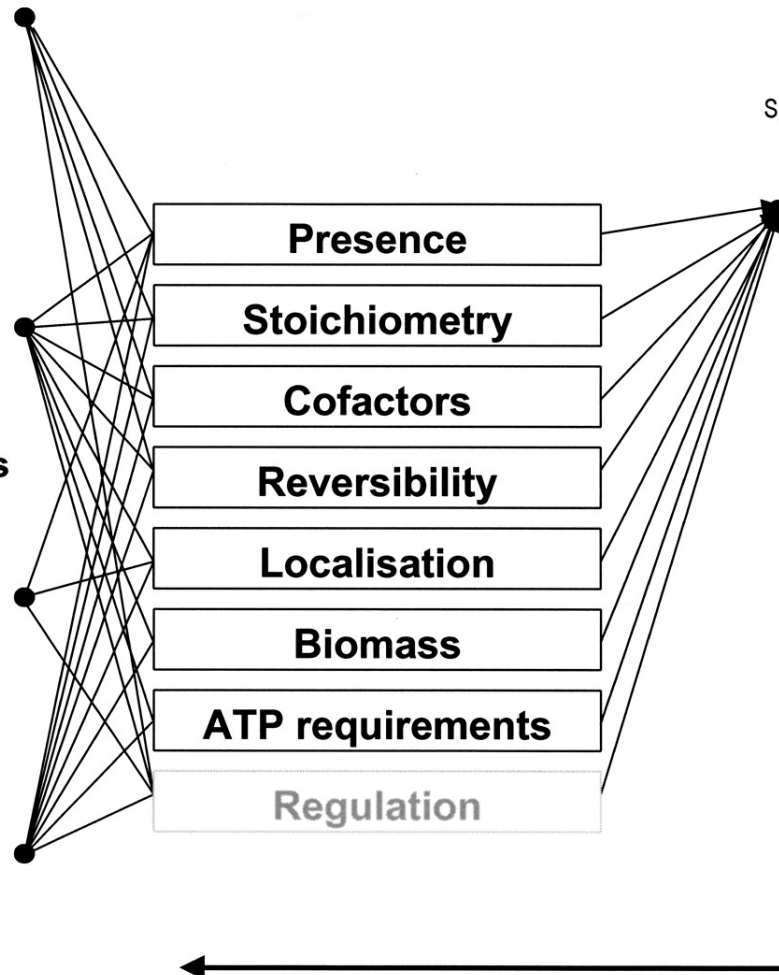 S
Presence
Stoichiometry
Cofactors
s
Reversibility
Localisation
Biomass
ATP requirements
Regulation